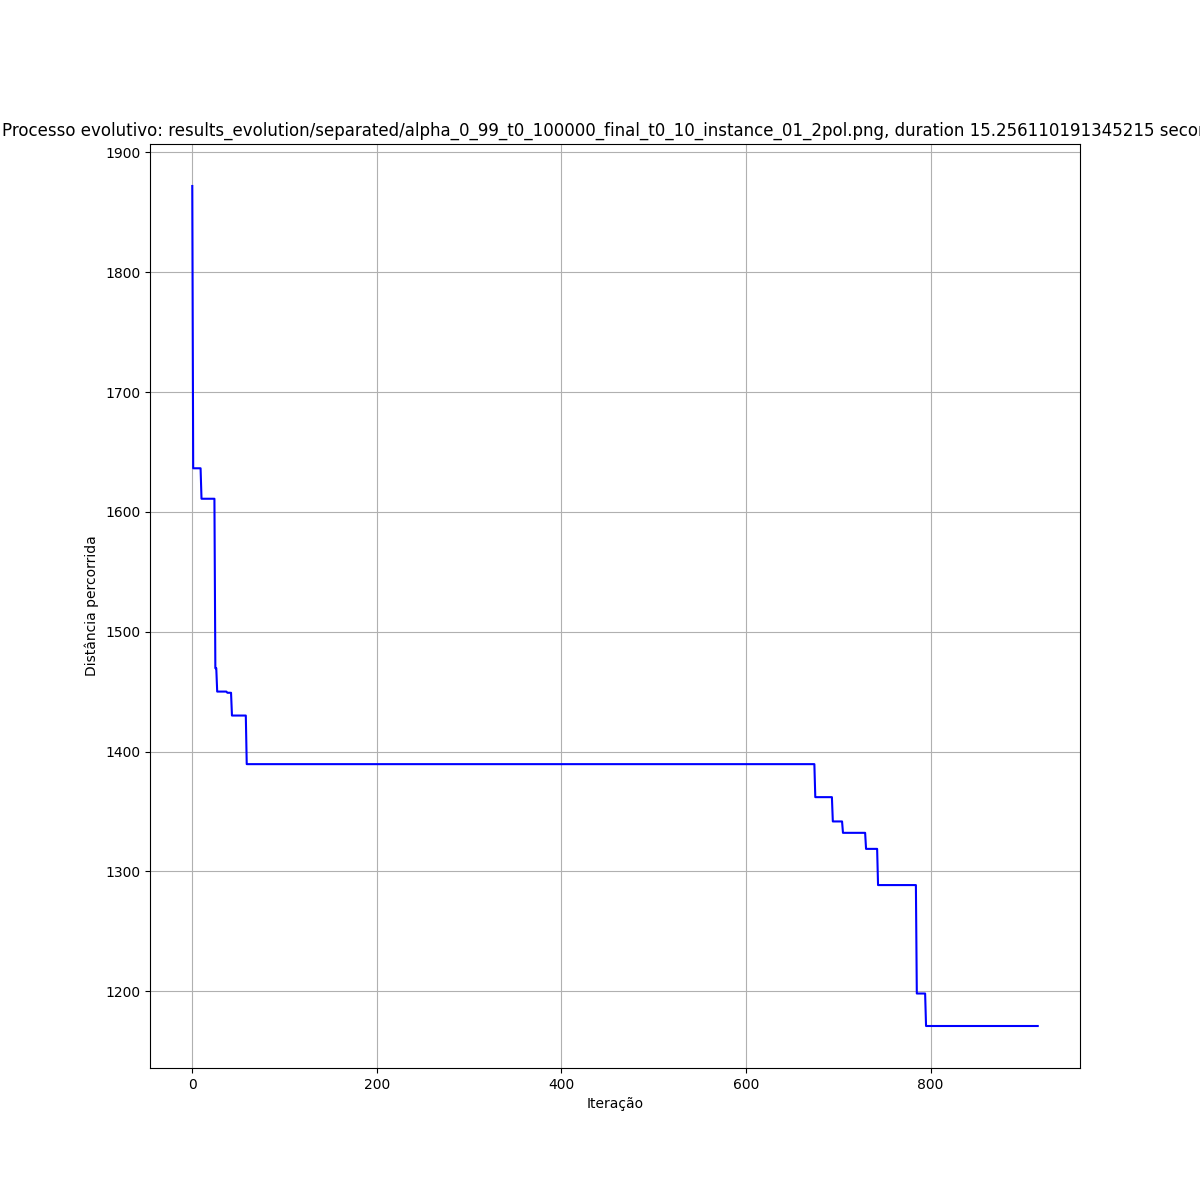 Processo evolutivo: results_evolution/separated/alpha_0_99_t0_100000_final_t0_10_instance_01_2pol.png, duration 15.256110191345215
1900
1800
1700
1600
1500
1400
1300
1200
Distância percorrida
0 200 400 600 800
Iteração